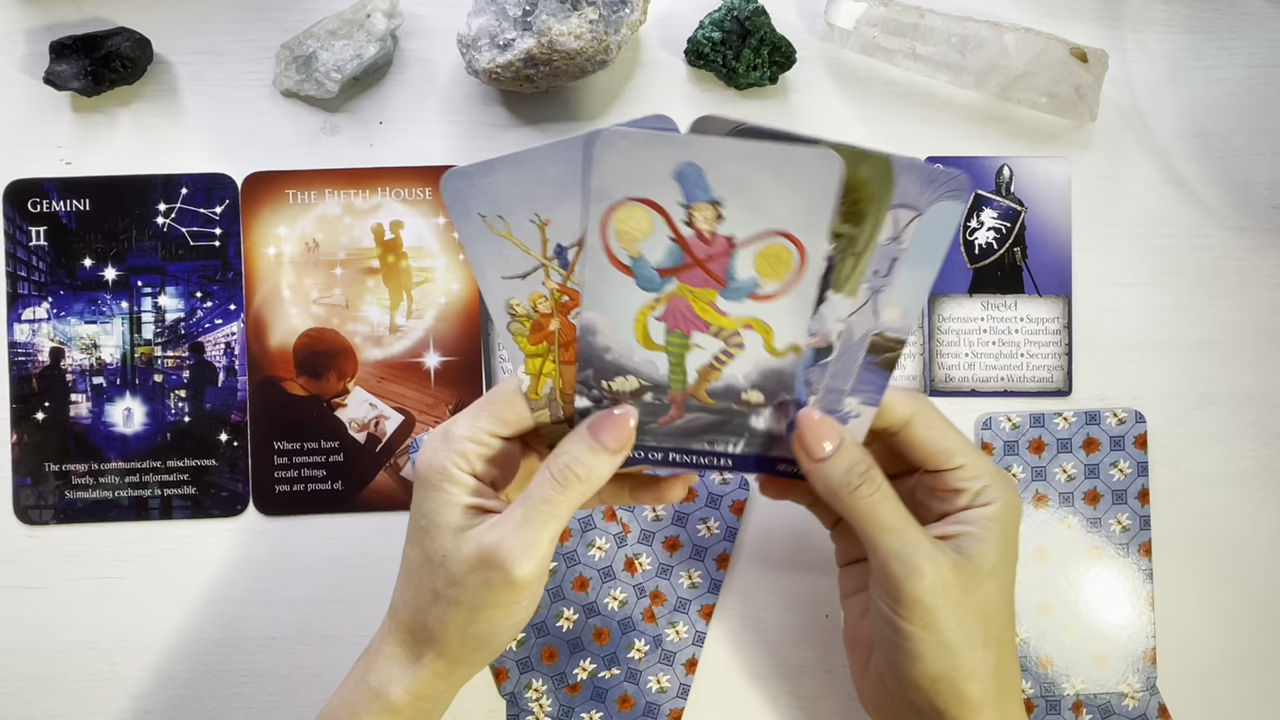 GEMINI
♊
The energy is communicative, mischievous,
lively, witty, and informative.
Stimulating exchange is possible.
THE FIFTH HOUSE
Where you have
fun, romance and
create things
you are proud of.
WO OF PENTACLES
AUTHOR
Shield
Defensive • Protect • Support
Safeguard • Block • Guardian
Stand Up For • Being Prepared
Heroic • Stronghold • Security
Ward Off Unwanted Energies
Be on Guard • Withstand